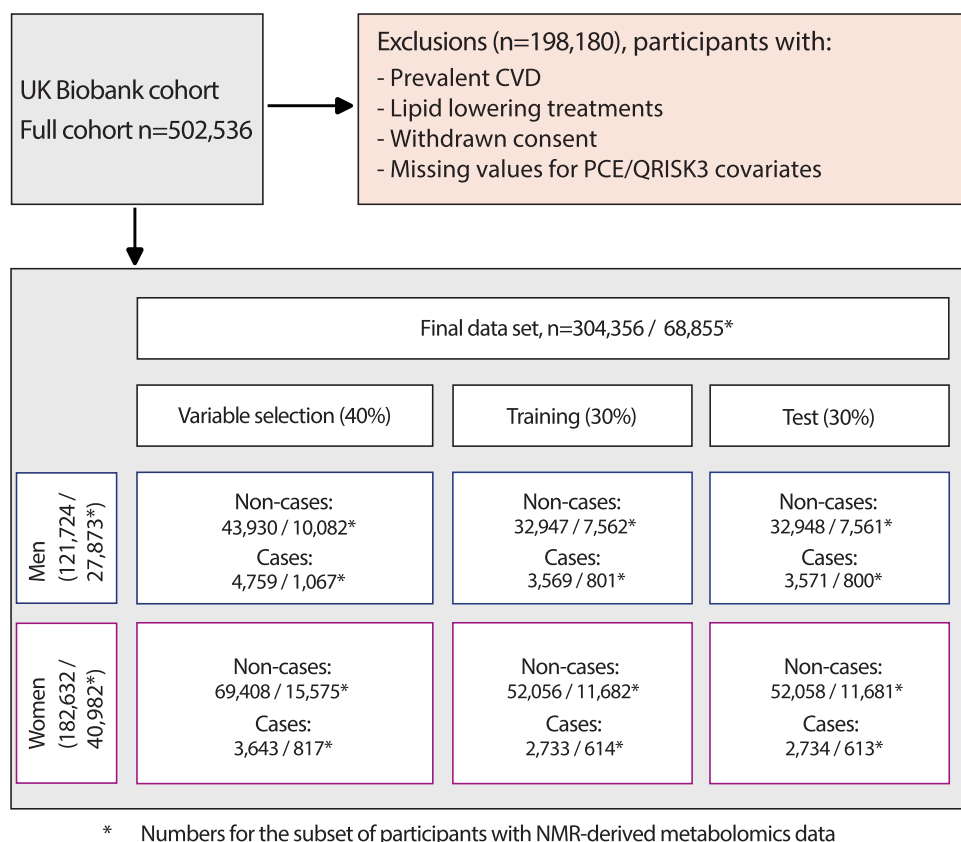 UK Biobank cohort
Full cohort n=502,536
Exclusions (n=198,180), participants with:
- Prevalent CVD
- Lipid lowering treatments
- Withdrawn consent
- Missing values for PCE/QRISK3 covariates
Final data set, n=304,356 / 68,855*
Variable selection (40%)
Training (30%)
Test (30%)
Men
(121,724 /
27,873*)
Non-cases:
43,930 / 10,082*
Cases:
4,759 / 1,067*
Non-cases:
32,947 / 7,562*
Cases:
3,569 / 801*
Non-cases:
32,948 / 7,561*
Cases:
3,571 / 800*
Women
(182,632 /
40,982*)
Non-cases:
69,408 / 15,575*
Cases:
3,643 / 817*
Non-cases:
52,056 / 11,682*
Cases:
2,733 / 614*
Non-cases:
52,058 / 11,681*
Cases:
2,734 / 613*
* Numbers for the subset of participants with NMR-derived metabolomics data